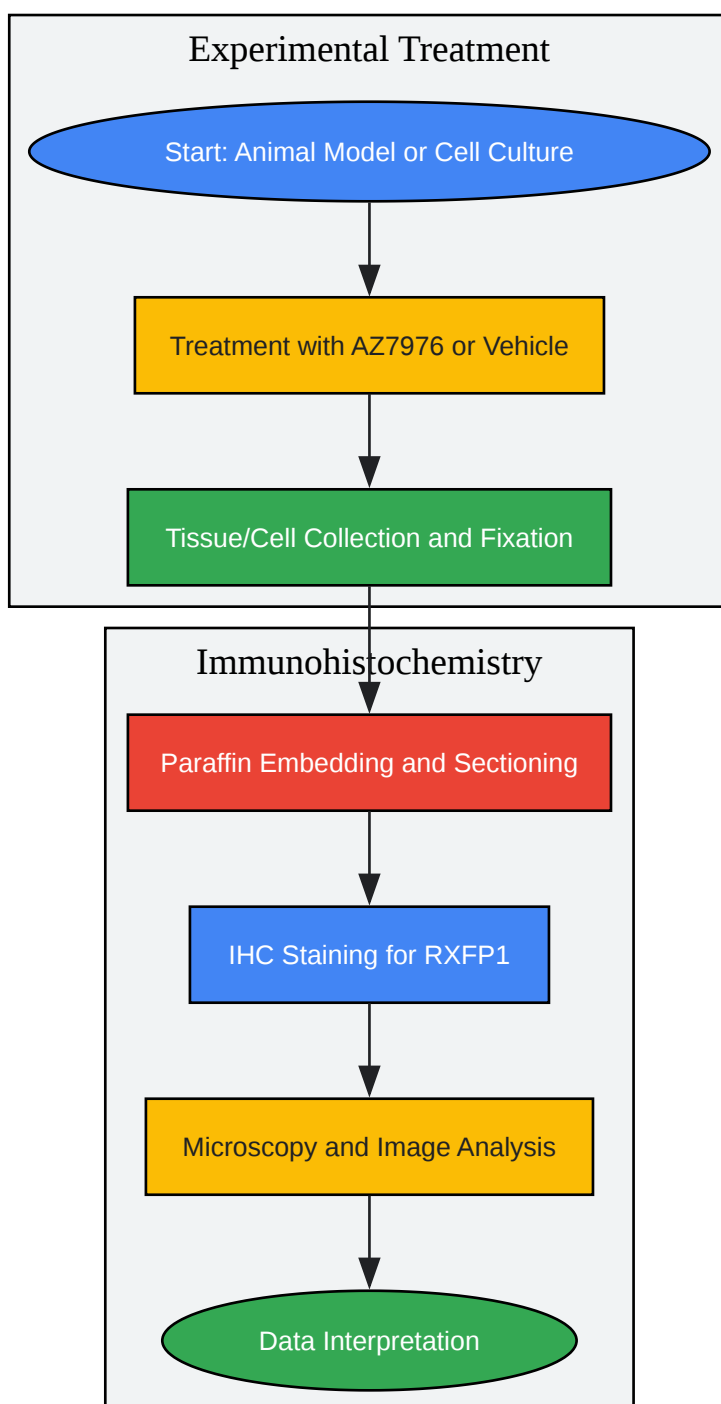 Experimental Treatment
Start: Animal Model or Cell Culture
Treatment with AZ7976 or Vehicle
Tissue/Cell Collection and Fixation
Immunohistochemistry
Paraffin Embedding and Sectioning
IHC Staining for RXFP1
Microscopy and Image Analysis
Data Interpretation